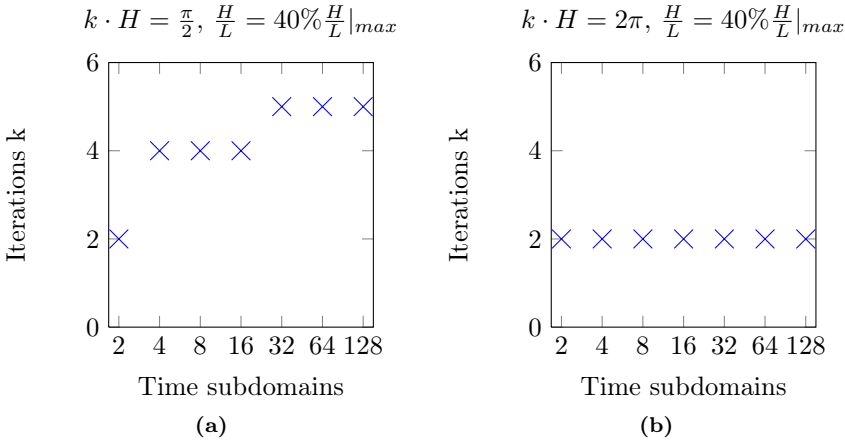 k · H = π/2, H/L = 40% H/L|max
6
4
2
0
Iterations k
2 4 8 16 32 64 128
Time subdomains
(a)
k · H = 2π, H/L = 40% H/L|max
6
4
2
0
Iterations k
2 4 8 16 32 64 128
Time subdomains
(b)